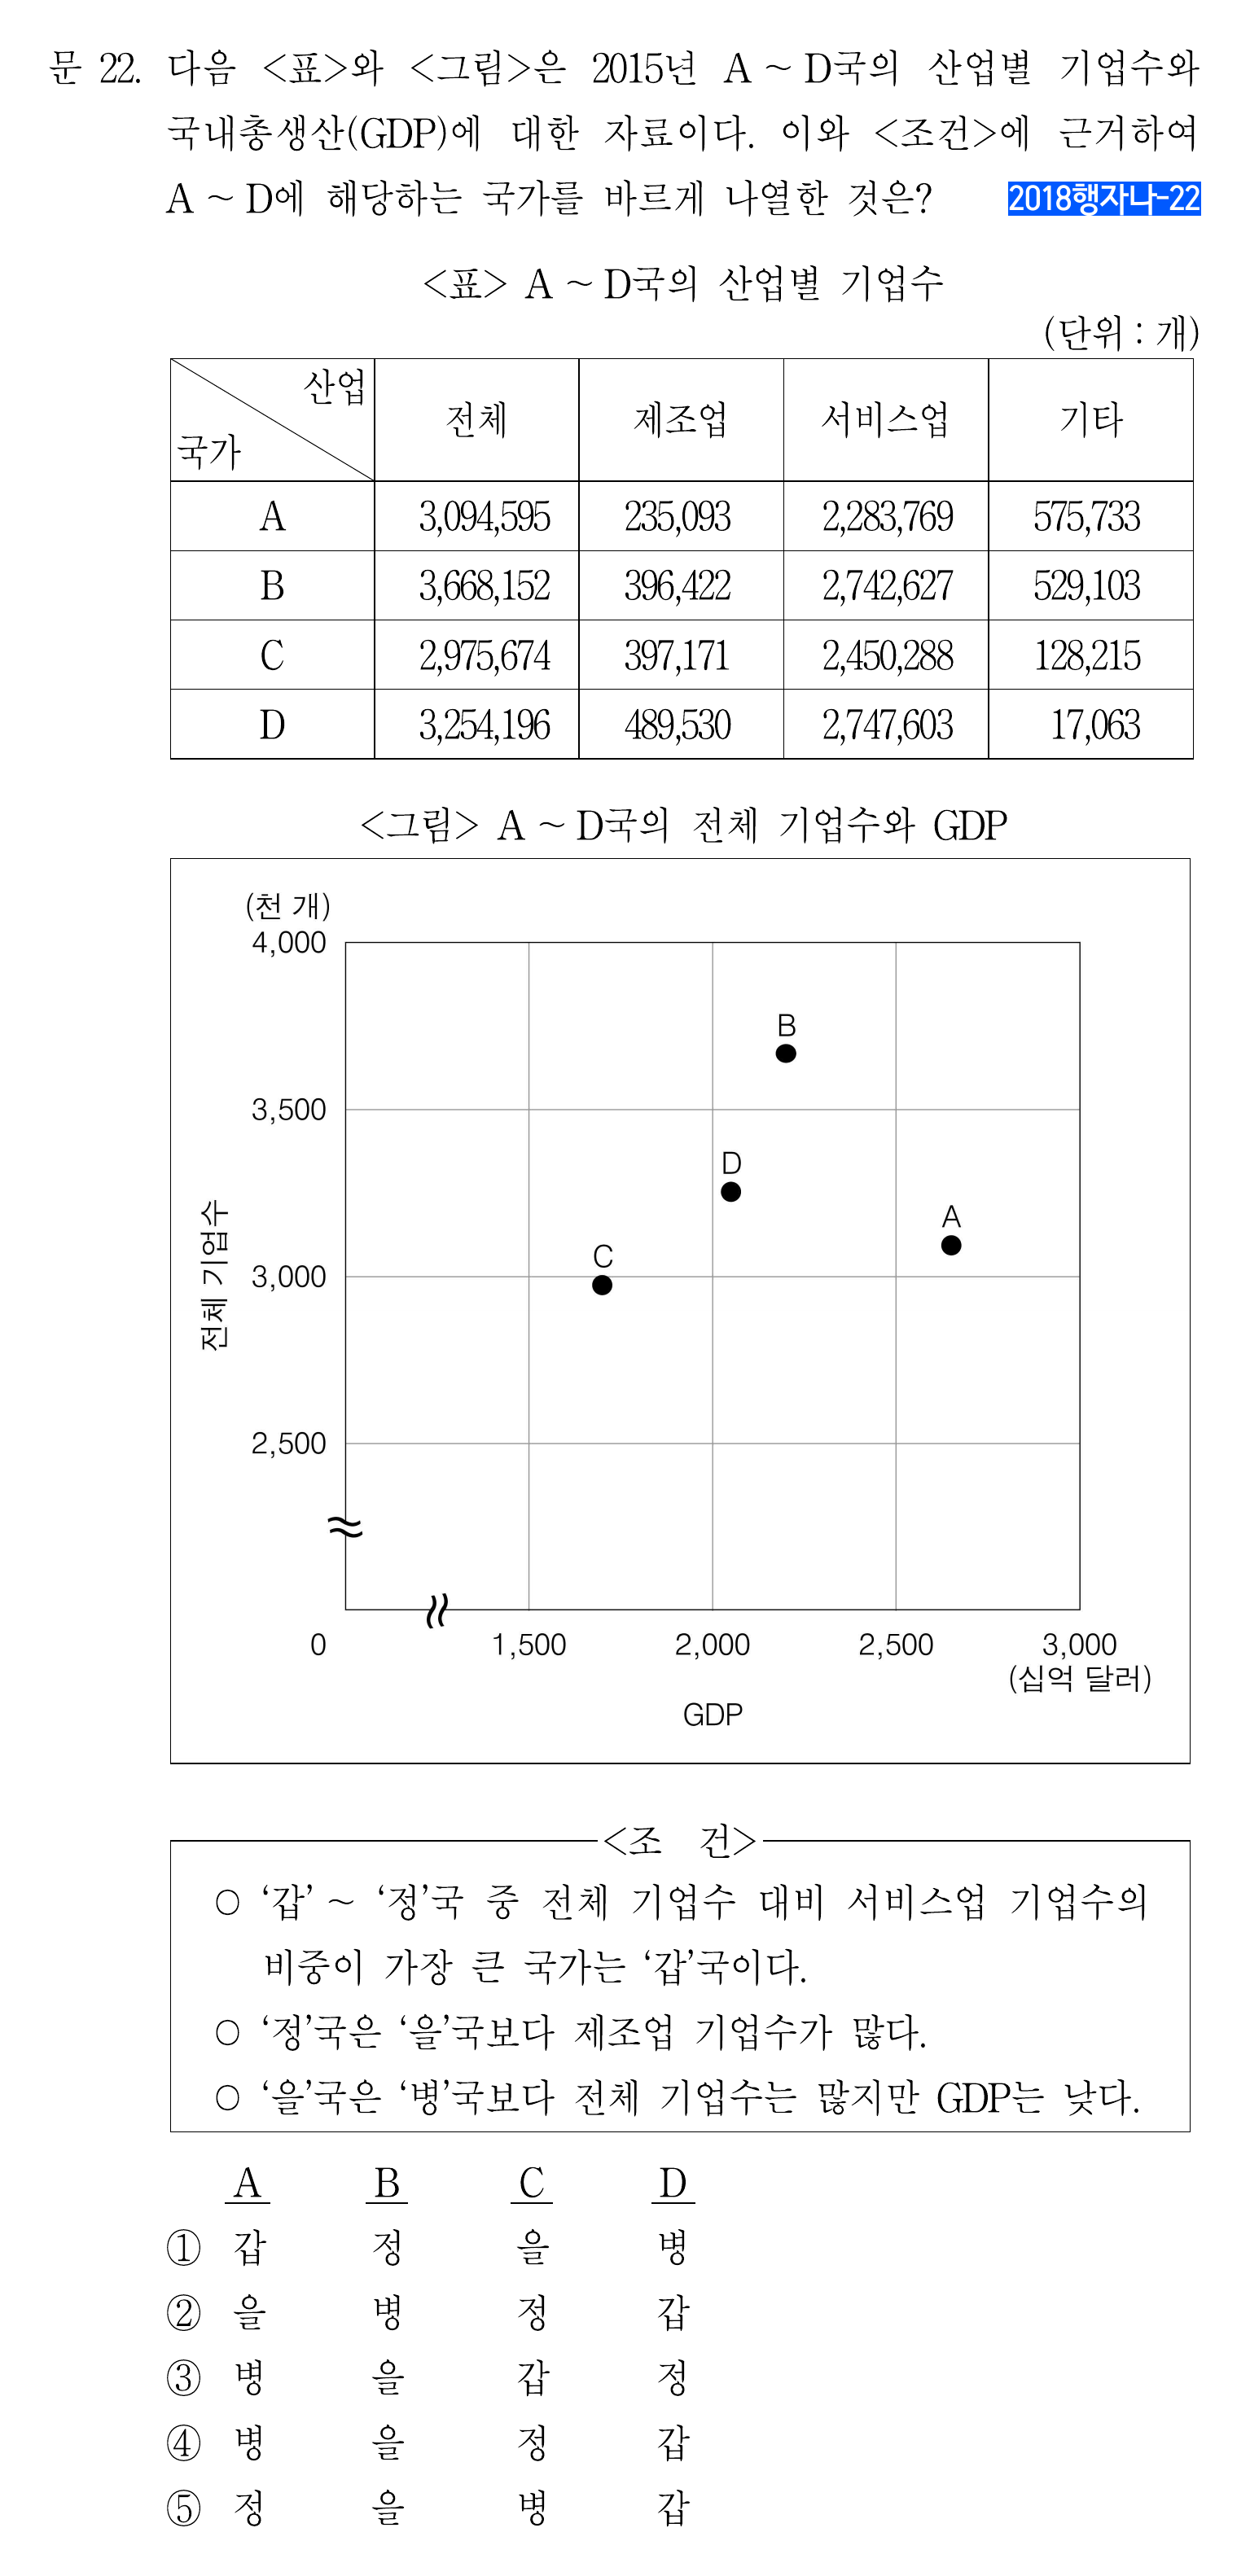 문 22. 다음 <표>와 <그림>은 2015년 A ~ D국의 산업별 기업수와
국내총생산(GDP)에 대한 자료이다. 이와 <조건>에 근거하여
A ~ D에 해당하는 국가를 바르게 나열한 것은? 2018행자나-22
<표> A ~ D국의 산업별 기업수
(단위 : 개)
산업
국가 전체 제조업 서비스업 기타
A 3,094,595 235,093 2,283,769 575,733
B 3,668,152 396,422 2,742,627 529,103
C 2,975,674 397,171 2,450,288 128,215
D 3,254,196 489,530 2,747,603 17,063
<그림> A ~ D국의 전체 기업수와 GDP
(천 개)
4,000
B
3,500
D
A
C
3,000
전체 기업수
2,500
0 1,500 2,000 2,500 3,000
(십억 달러)
GDP
<조 건>
○ ‘갑’ ~ ‘정’국 중 전체 기업수 대비 서비스업 기업수의
비중이 가장 큰 국가는 ‘갑’국이다.
○ ‘정’국은 ‘을’국보다 제조업 기업수가 많다.
○ ‘을’국은 ‘병’국보다 전체 기업수는 많지만 GDP는 낮다.
A B C D
① 갑 정 을 병
② 을 병 정 갑
③ 병 을 갑 정
④ 병 을 정 갑
⑤ 정 을 병 갑